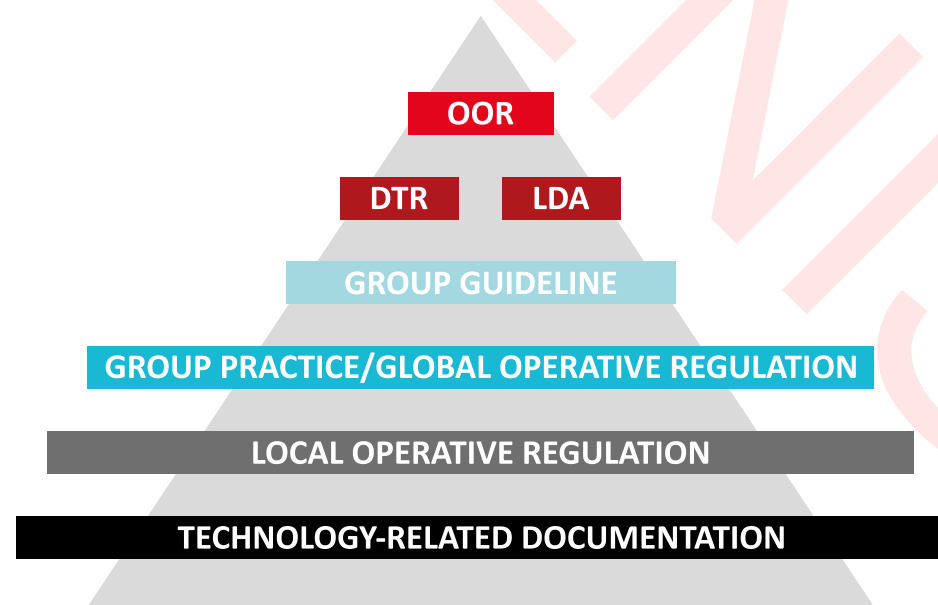 OOR
DTR LDA
GROUP GUIDELINE
GROUP PRACTICE/GLOBAL OPERATIVE REGULATION
LOCAL OPERATIVE REGULATION
TECHNOLOGY-RELATED DOCUMENTATION